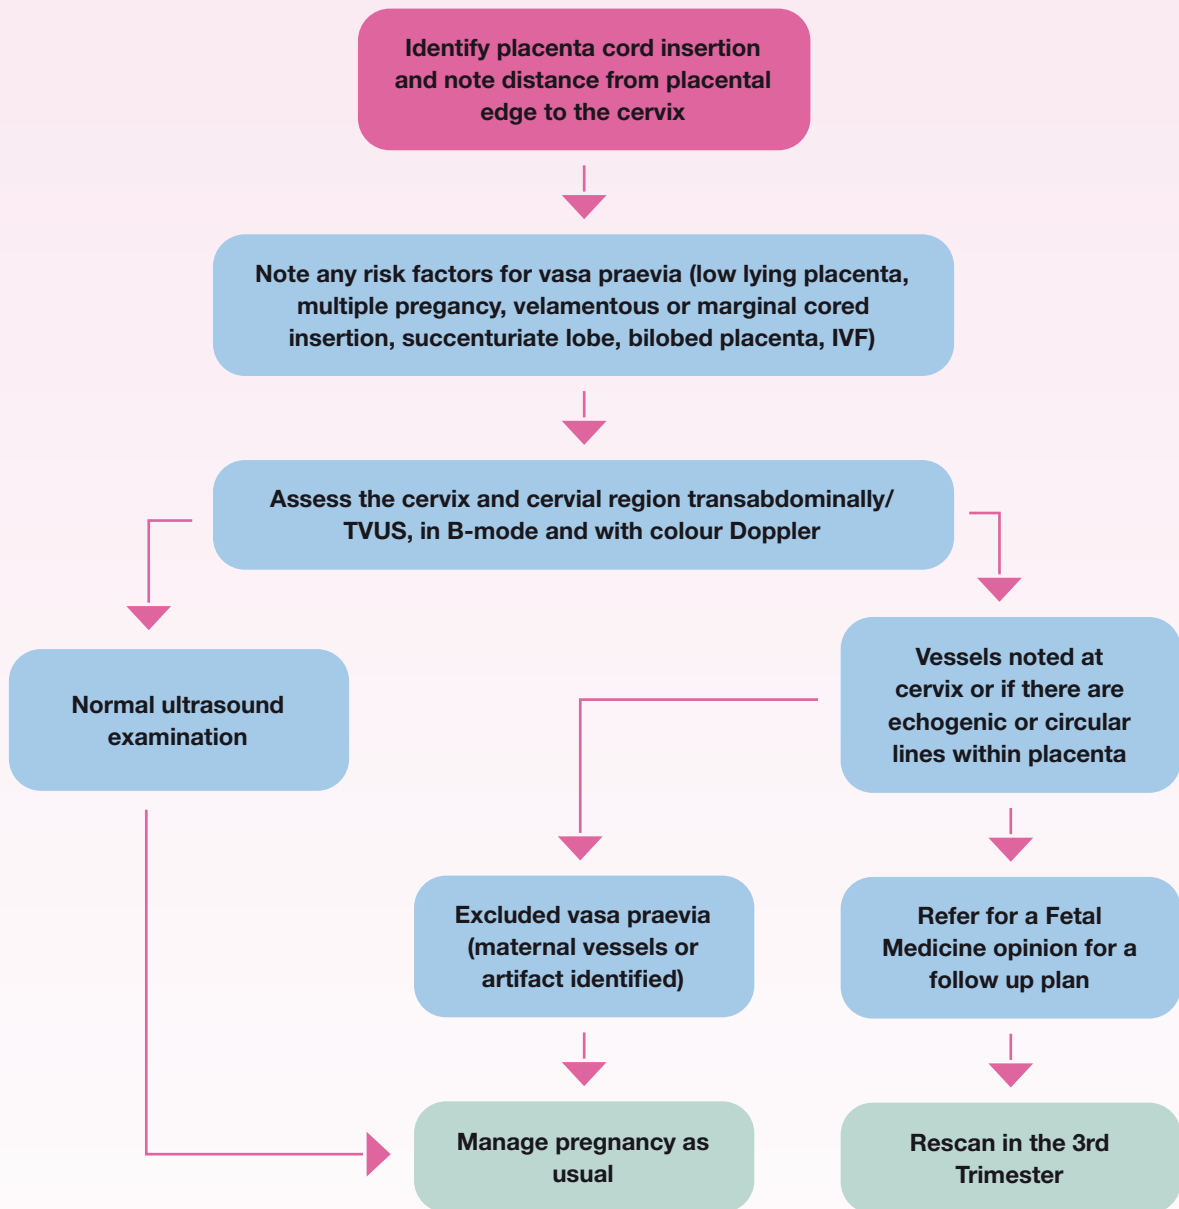 Identify placenta cord insertion
and note distance from placental
edge to the cervix
Note any risk factors for vasa praevia (low lying placenta,
multiple pregancy, velamentous or marginal cored
insertion, succenturiate lobe, bilobed placenta, IVF)
Assess the cervix and cervial region transabdominally/
TVUS, in B-mode and with colour Doppler
Normal ultrasound
examination
Vessels noted at
cervix or if there are
echogenic or circular
lines within placenta
Excluded vasa praevia
(maternal vessels or
artifact identified)
Refer for a Fetal
Medicine opinion for a
follow up plan
Manage pregnancy as
usual
Rescan in the 3rd
Trimester